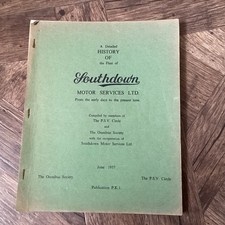 A Detailed
HISTORY
OF
the Fleet of
Southdown
MOTOR SERVICES LTD.
From the early days to the present time
Compiled by members of
The P.S.V. Circle
and
The Omnibus Society
with the co-operation of
Southdown Motor Services Ltd.
June 1957
The Omnibus Society The P.S.V. Circle
Publication P.K.1